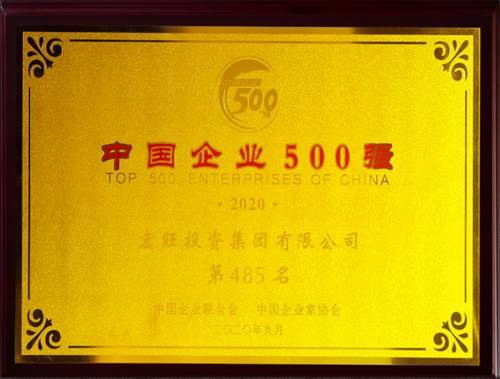 500
中国企业500强
TOP 500 ENTERPRISES OF CHINA
· 2020 ·
宏旺投资集团有限公司
第485名
中国企业联合会 中国企业家协会
二〇二〇年九月